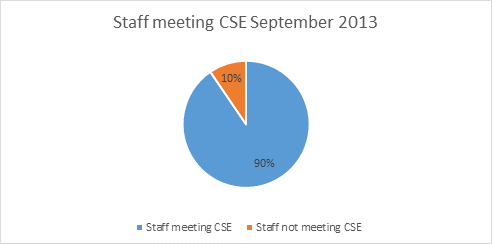 Staff meeting CSE September 2013
10%
90%
Staff meeting CSE Staff not meeting CSE